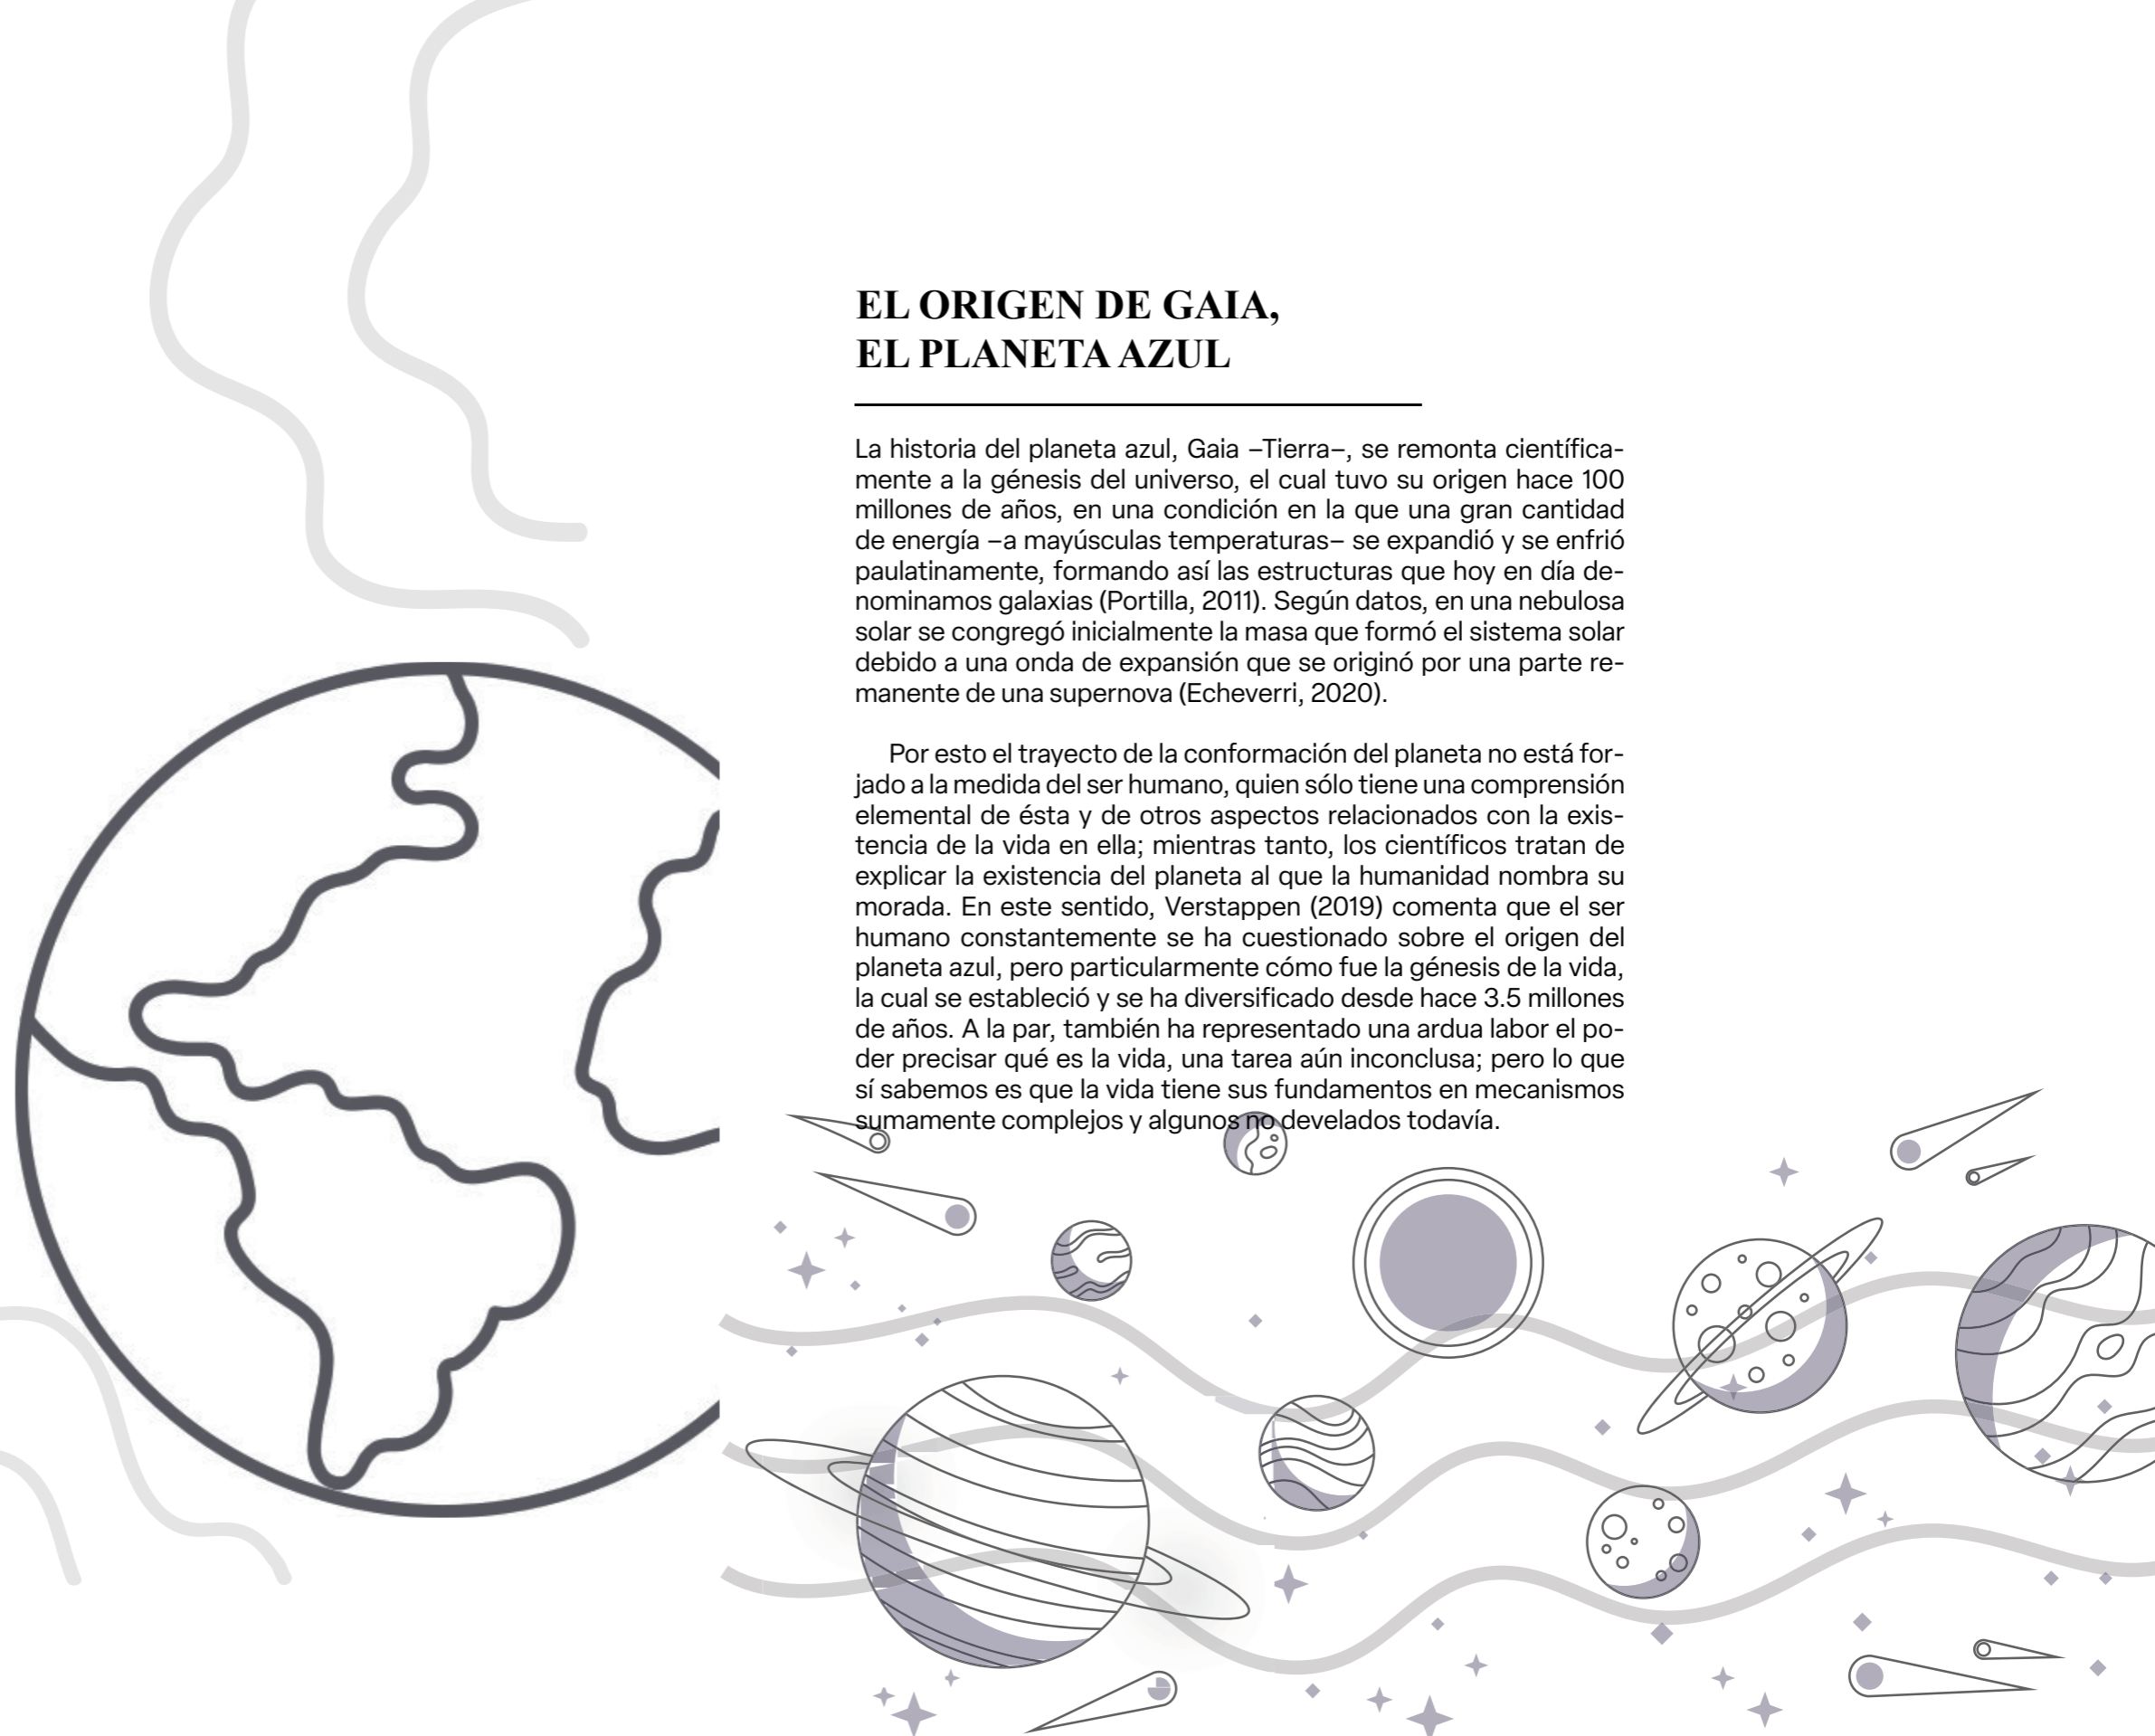 EL ORIGEN DE GAIA,
EL PLANETA AZUL
La historia del planeta azul, Gaia –Tierra–, se remonta científica-
mente a la génesis del universo, el cual tuvo su origen hace 100
millones de años, en una condición en la que una gran cantidad
de energía –a mayúsculas temperaturas– se expandió y se enfrió
paulatinamente, formando así las estructuras que hoy en día de-
nominamos galaxias (Portilla, 2011). Según datos, en una nebulosa
solar se congregó inicialmente la masa que formó el sistema solar
debido a una onda de expansión que se originó por una parte re-
manente de una supernova (Echeverri, 2020).
Por esto el trayecto de la conformación del planeta no está for-
jado a la medida del ser humano, quien sólo tiene una comprensión
elemental de ésta y de otros aspectos relacionados con la exis-
tencia de la vida en ella; mientras tanto, los científicos tratan de
explicar la existencia del planeta al que la humanidad nombra su
morada. En este sentido, Verstappen (2019) comenta que el ser
humano constantemente se ha cuestionado sobre el origen del
planeta azul, pero particularmente cómo fue la génesis de la vida,
la cual se estableció y se ha diversificado desde hace 3.5 millones
de años. A la par, también ha representado una ardua labor el po-
der precisar qué es la vida, una tarea aún inconclusa; pero lo que
sí sabemos es que la vida tiene sus fundamentos en mecanismos
sumamente complejos y algunos no develados todavía.